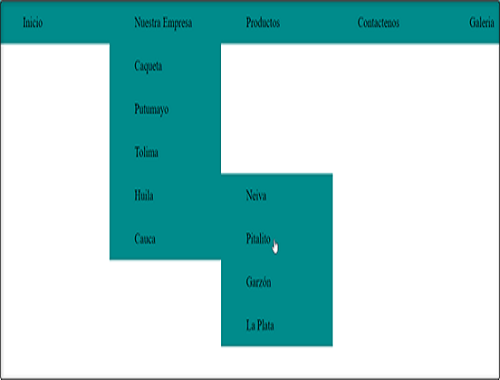 Inicio Nuestra Empresa Productos Contactenos Galeria
Caqueta
Putumayo
Tolima
Huila Neiva
Cauca Pitalito
Garzón
La Plata